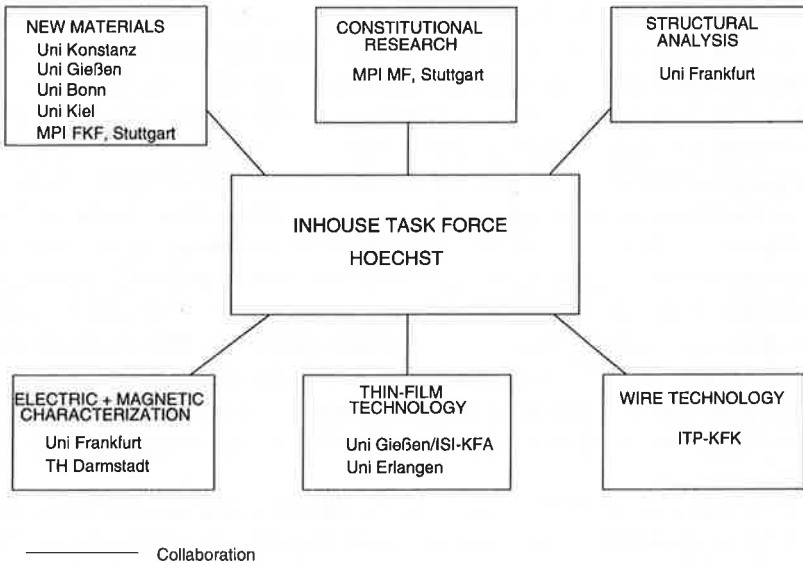 NEW MATERIALS
Uni Konstanz
Uni Gießen
Uni Bonn
Uni Kiel
MPI FKF, Stuttgart
CONSTITUTIONAL
RESEARCH
MPI MF, Stuttgart
STRUCTURAL
ANALYSIS
Uni Frankfurt
INHOUSE TASK FORCE
HOECHST
ELECTRIC + MAGNETIC
CHARACTERIZATION
Uni Frankfurt
TH Darmstadt
THIN-FILM
TECHNOLOGY
Uni Gießen/ISI-KFA
Uni Erlangen
WIRE TECHNOLOGY
ITP-KFK
Collaboration